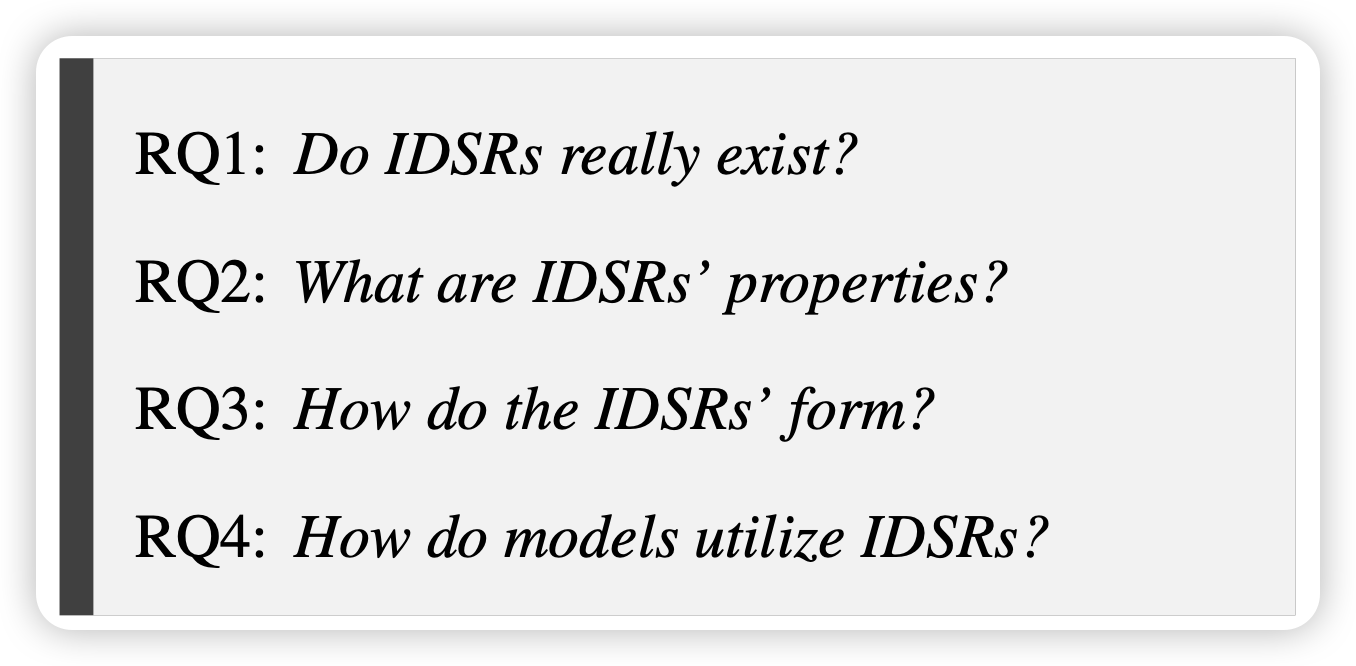 RQ1: Do IDSRs really exist?
RQ2: What are IDSRs’ properties?
RQ3: How do the IDSRs’ form?
RQ4: How do models utilize IDSRs?